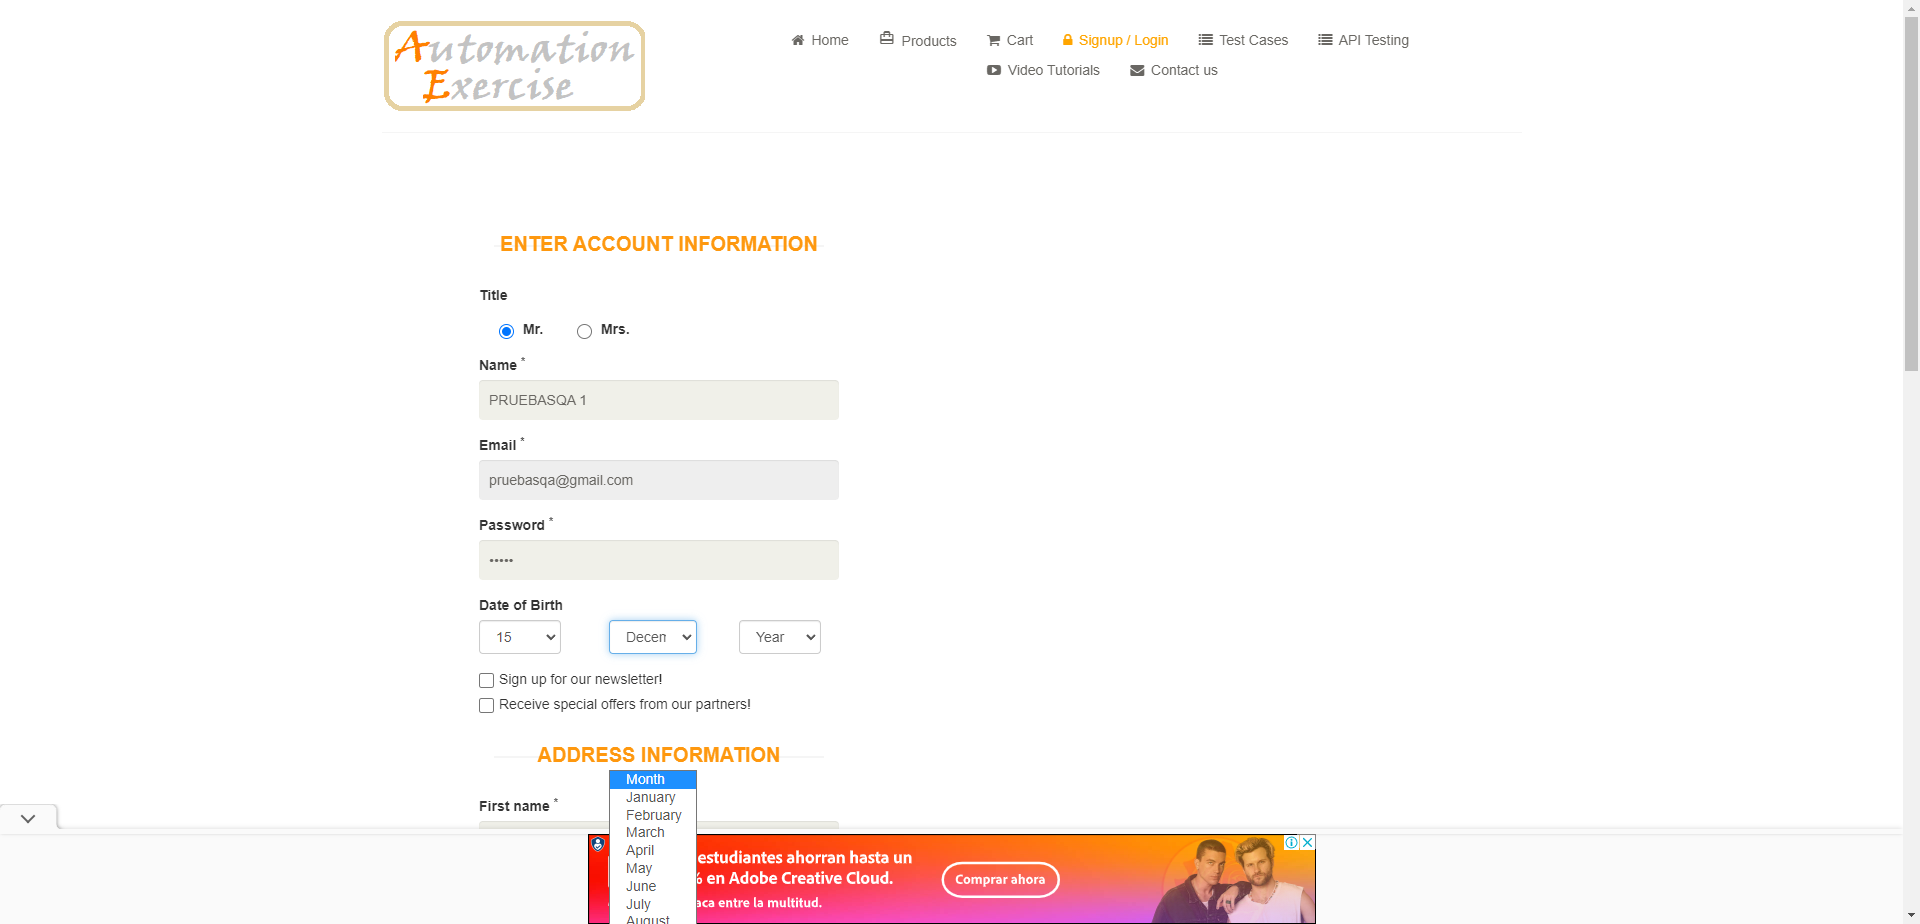 Automation
Exercise
Home
Products
Cart
Signup / Login
Test Cases
API Testing
Video Tutorials
Contact us
ENTER ACCOUNT INFORMATION
Title
Mr.
Mrs.
Name *
PRUEBASQA 1
Email *
pruebasqa@gmail.com
Password *
•••••
Date of Birth
15
Decem
Year
Sign up for our newsletter!
Receive special offers from our partners!
ADDRESS INFORMATION
Month
January
February
March
April
May
June
July
August
First name *
estudiantes ahorran hasta un
% en Adobe Creative Cloud.
aca entre la multitud.
Comprar ahora